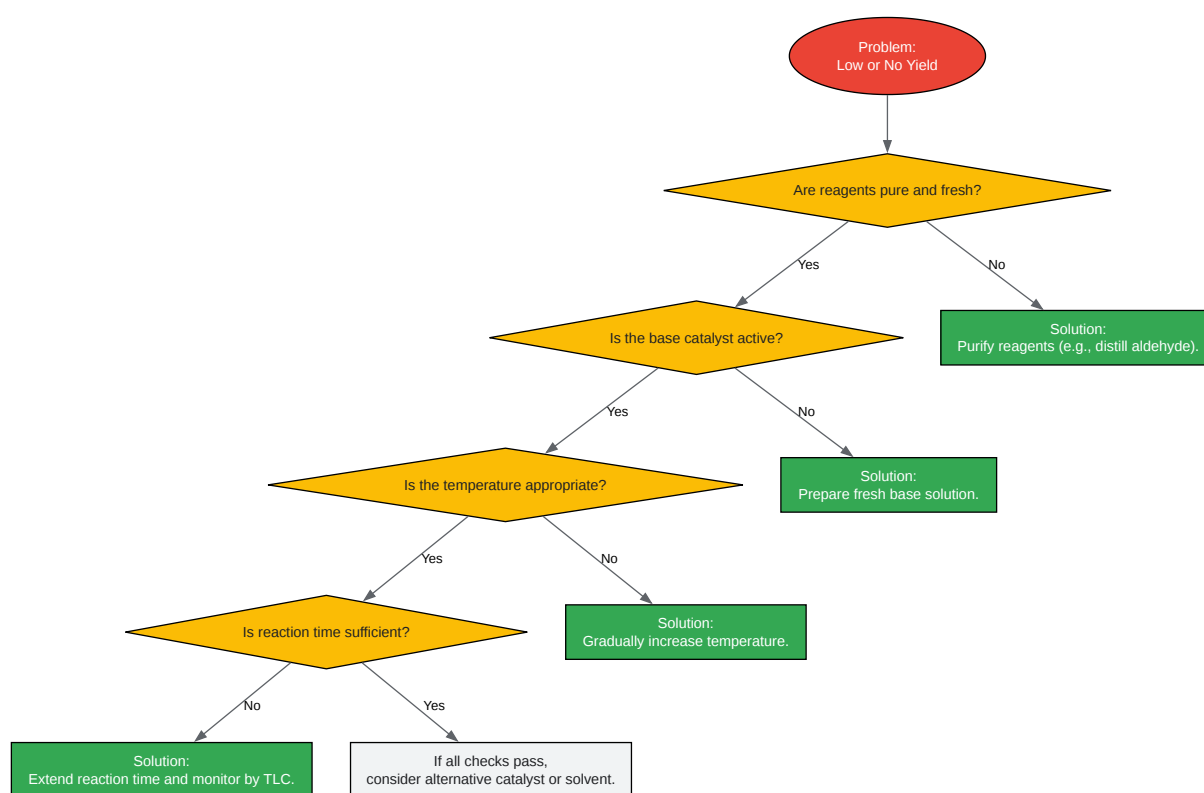 Problem:
Low or No Yield
Are reagents pure and fresh?
Yes
No
Is the base catalyst active?
Solution:
Purify reagents (e.g., distill aldehyde).
Yes
No
Is the temperature appropriate?
Solution:
Prepare fresh base solution.
Yes
No
Is reaction time sufficient?
Solution:
Gradually increase temperature.
No
Yes
Solution:
Extend reaction time and monitor by TLC.
If all checks pass,
consider alternative catalyst or solvent.